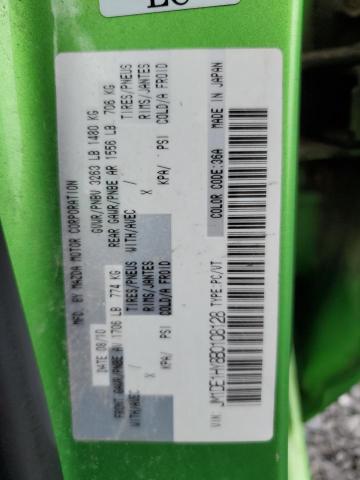 MFG. BY MAZDA MOTOR CORPORATION
DATE 08/10 GVWR/PNBV 3263 LB 1480 KG
FRONT GAWR/PNBE AV 1706 LB 774 KG REAR GAWR/PNBE AR 1556 LB 706 KG
WITH/AVEC TIRES/PNEUS WITH/AVEC TIRES/PNEUS
X RIMS/JANTES X RIMS/JANTES
KPA/ PSI COLD/A FROID KPA/ PSI COLD/A FROID
VIN: TYPE:PC/VT COLOR CODE:36A MADE IN JAPAN